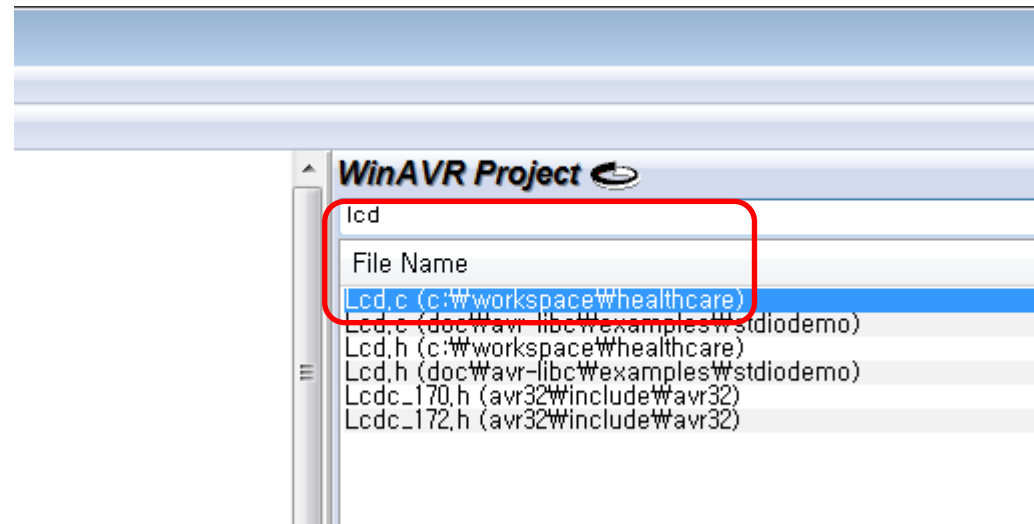 WinAVR Project
lcd
File Name
Lcd.c (c:₩workspace₩healthcare)
Lcd.c (doc₩avr-libc₩examples₩stdiodemo)
Lcd.h (c:₩workspace₩healthcare)
Lcd.h (doc₩avr-libc₩examples₩stdiodemo)
Lcdc_170.h (avr32₩include₩avr32)
Lcdc_172.h (avr32₩include₩avr32)